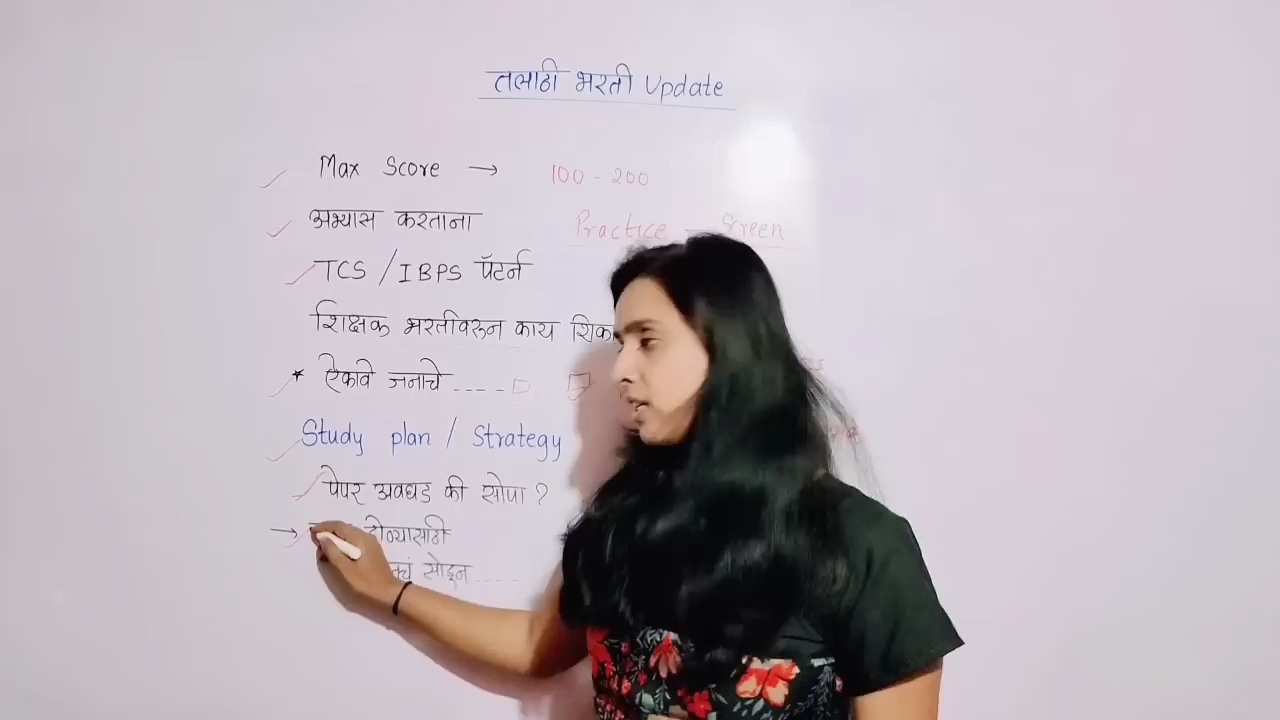 तलाठी भरती Update
Max Score → 100 - 200
अभ्यास करताना Practice - Screen
TCS / IBPS पॅटर्न
शिक्षक भरतीवरून काय
* ऐकावे जनाचे ----
Study plan / Strategy
पेपर अवघड की सोपा ?
→
सोडून ----